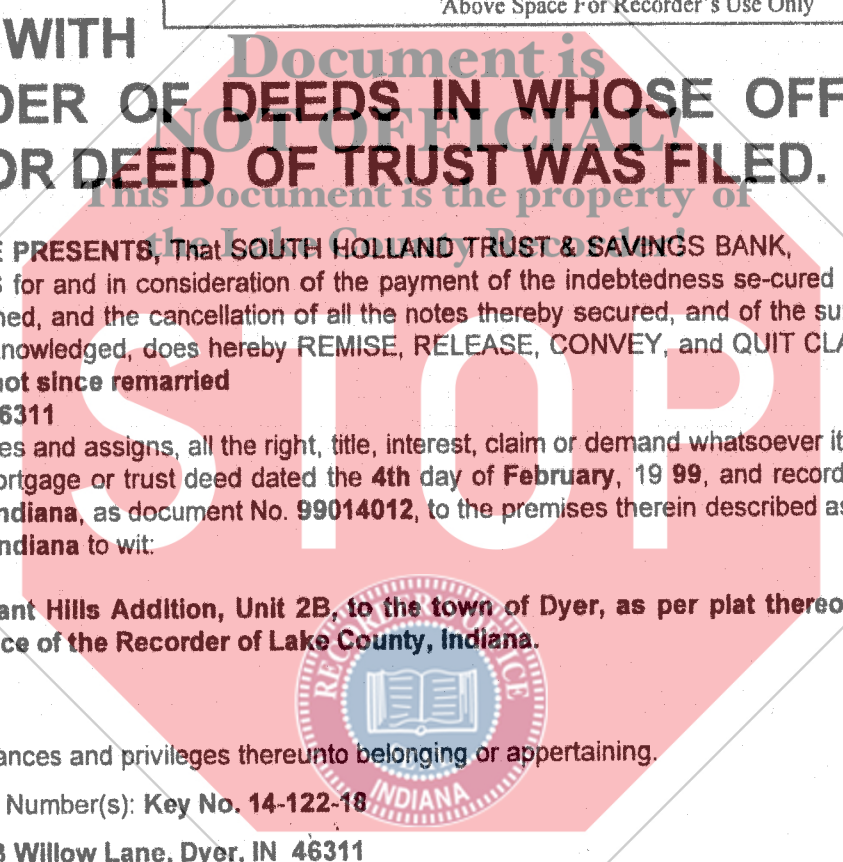 Above Space For Recorder's Use Only
WITH
DER OF DEEDS IN WHOSE OFF
OR DEED OF TRUST WAS FILED.
Document is
NOT OFFICIAL!
This Document is the property of
the Lake County Recorder!
E PRESENTS, That SOUTH HOLLAND TRUST & SAVINGS BANK,
S for and in consideration of the payment of the indebtedness se-cured
ned, and the cancellation of all the notes thereby secured, and of the su
knowledged, does hereby REMISE, RELEASE, CONVEY, and QUIT CLA
not since remarried
6311
es and assigns, all the right, title, interest, claim or demand whatsoever it
ortgage or trust deed dated the 4th day of February, 19 99, and record
ndiana, as document No. 99014012, to the premises therein described as
ndiana to wit:
STOP
ant Hills Addition, Unit 2B, to the town of Dyer, as per plat thereo
ce of the Recorder of Lake County, Indiana.
RECORDER'S OFFICE
INDIANA
ances and privileges thereunto belonging or appertaining.
Number(s): Key No. 14-122-18
Willow Lane, Dyer, IN 46311